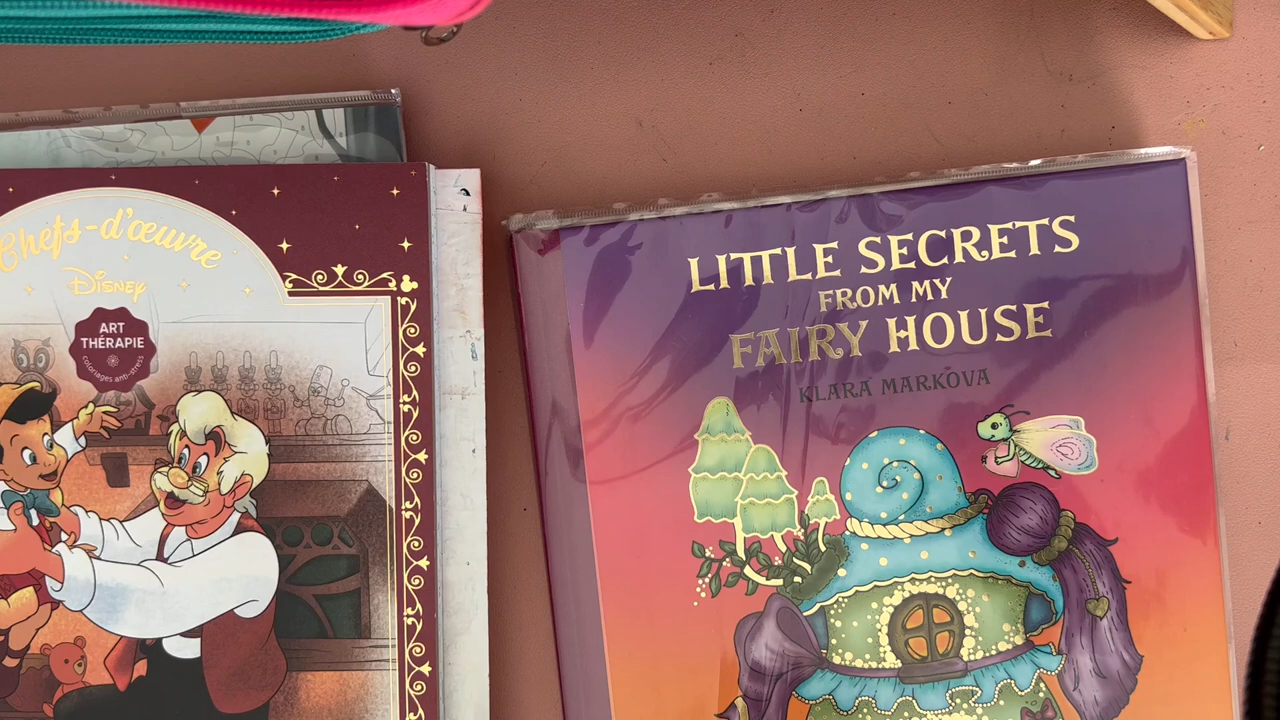 Chefs-d'œuvre
Disney
ART
THÉRAPIE
coloriages anti-stress
LITTLE SECRETS
FROM MY
FAIRY HOUSE
KLARA MARKOVA